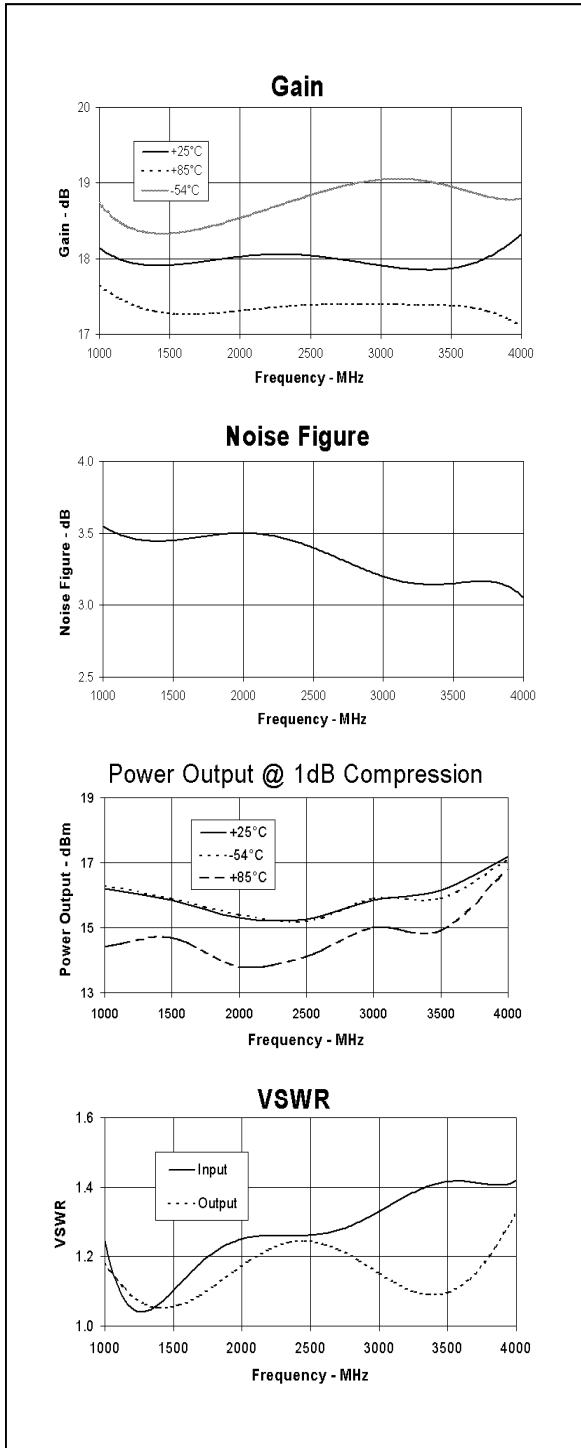 Gain
20
19
18
17
Gain - dB
+25°C
+85°C
-54°C
1000 1500 2000 2500 3000 3500 4000
Frequency - MHz
Noise Figure
4.0
3.5
3.0
2.5
Noise Figure - dB
1000 1500 2000 2500 3000 3500 4000
Frequency - MHz
Power Output @ 1dB Compression
19
17
15
13
Power Output - dBm
+25°C
-54°C
+85°C
1000 1500 2000 2500 3000 3500 4000
Frequency - MHz
VSWR
1.6
1.4
1.2
1.0
VSWR
Input
Output
1000 1500 2000 2500 3000 3500 4000
Frequency - MHz